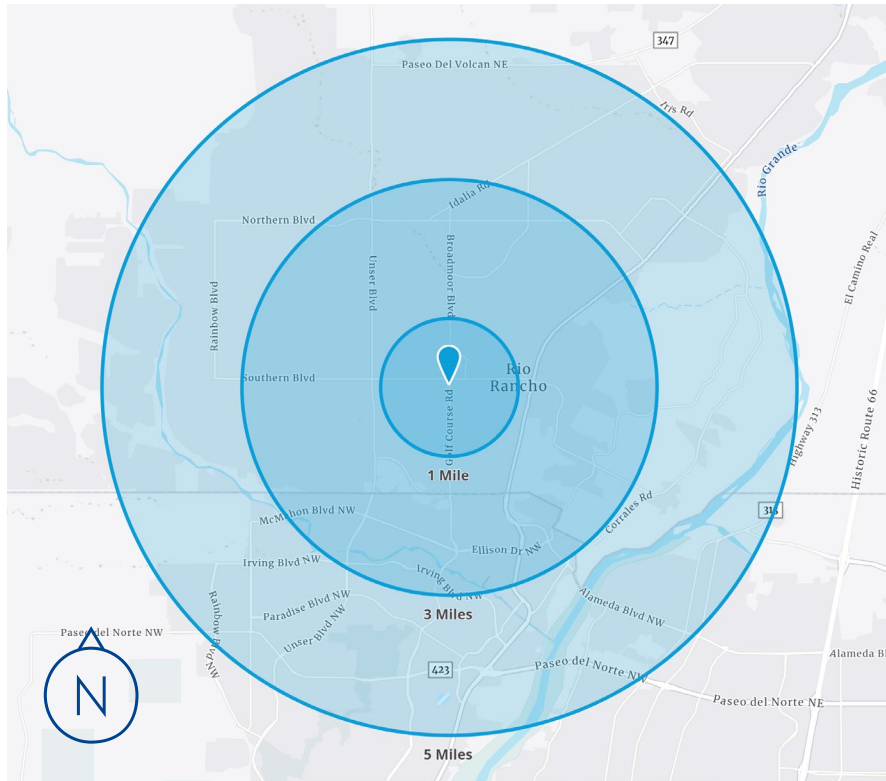 347
Paseo Del Volcan NE
Iris Rd
Rio Grande
Idalia Rd
Northern Blvd
Broadmoor Blvd
Unser Blvd
El Camino Real
Rainbow Blvd
Rio
Rancho
Southern Blvd
Golf Course Rd
Historic Route 66
Highway 313
1 Mile
Corrales Rd
313
McMahon Blvd NW
Ellison Dr NW
Irving Blvd NW
Irving Blvd NW
Rainbow Blvd NW
Paradise Blvd NW
Alameda Blvd NW
3 Miles
Unser Blvd NW
Paseo del Norte NW
Alameda Bl
423
Paseo del Norte NW
N
Paseo del Norte NE
5 Miles